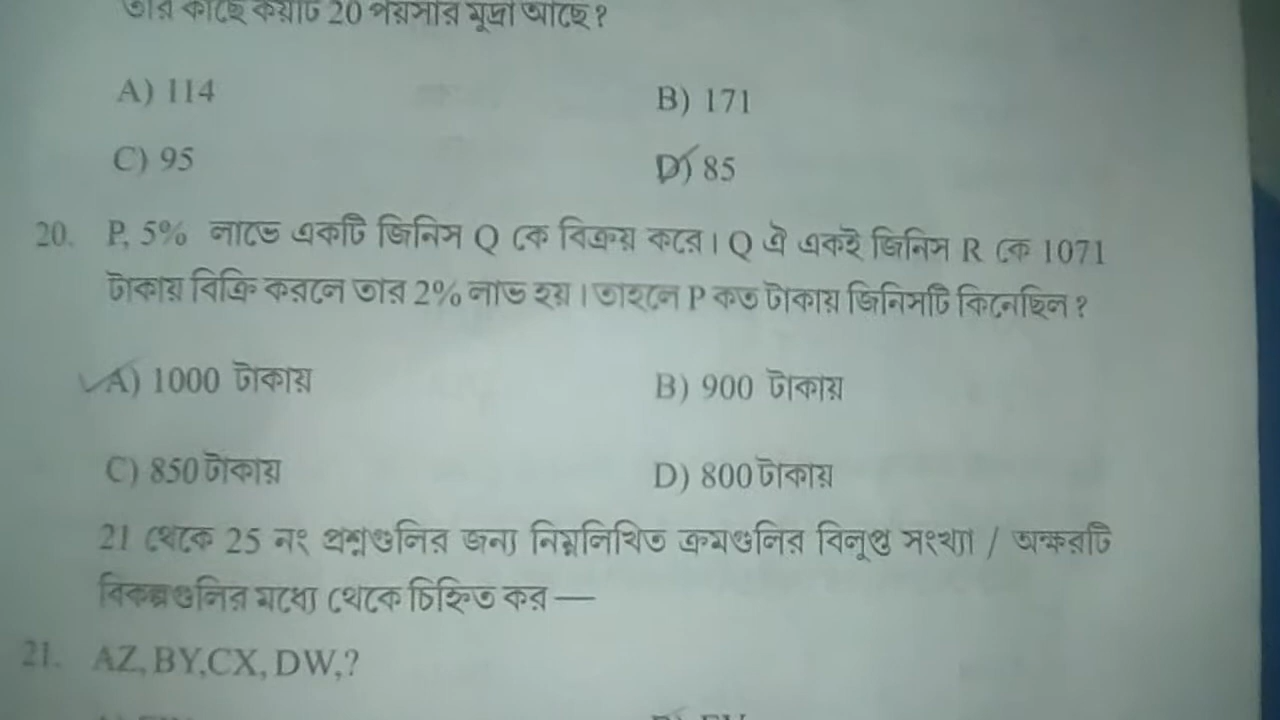 তার কাছে কয়টি 20 পয়সার মুদ্রা আছে?
A) 114
B) 171
C) 95
D) 85
20. P, 5% লাভে একটি জিনিস Q কে বিক্রয় করে। Q ঐ একই জিনিস R কে 1071
টাকায় বিক্রি করলে তার 2% লাভ হয়। তাহলে P কত টাকায় জিনিসটি কিনেছিল?
A) 1000 টাকায়
B) 900 টাকায়
C) 850 টাকায়
D) 800 টাকায়
21 থেকে 25 নং প্রশ্নগুলির জন্য নিম্নলিখিত ক্রমগুলির বিলুপ্ত সংখ্যা / অক্ষরটি
বিকল্পগুলির মধ্যে থেকে চিহ্নিত কর —
21. AZ, BY,CX, DW,?